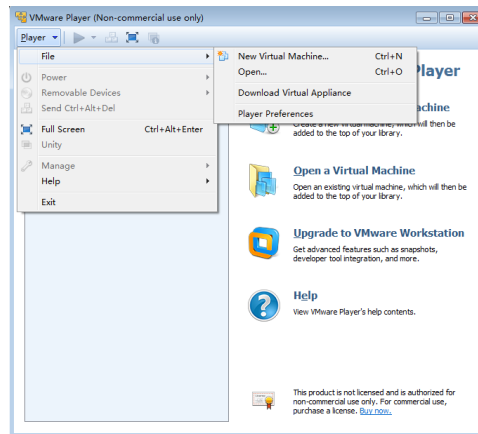 VMware Player (Non-commercial use only)
Player
File
New Virtual Machine... Ctrl+N
Open... Ctrl+O
Download Virtual Appliance
Player Preferences
Power
Removable Devices
Send Ctrl+Alt+Del
Full Screen Ctrl+Alt+Enter
Unity
Manage
Help
Exit
Player
achine
will then be
added to the top of your library.
Open a Virtual Machine
Open an existing virtual machine, which will then be
added to the top of your library.
Upgrade to VMware Workstation
Get advanced features such as snapshots,
developer tool integration, and more.
Help
View VMware Player's help contents.
This product is not licensed and is authorized for
non-commercial use only. For commercial use,
purchase a license. Buy now.